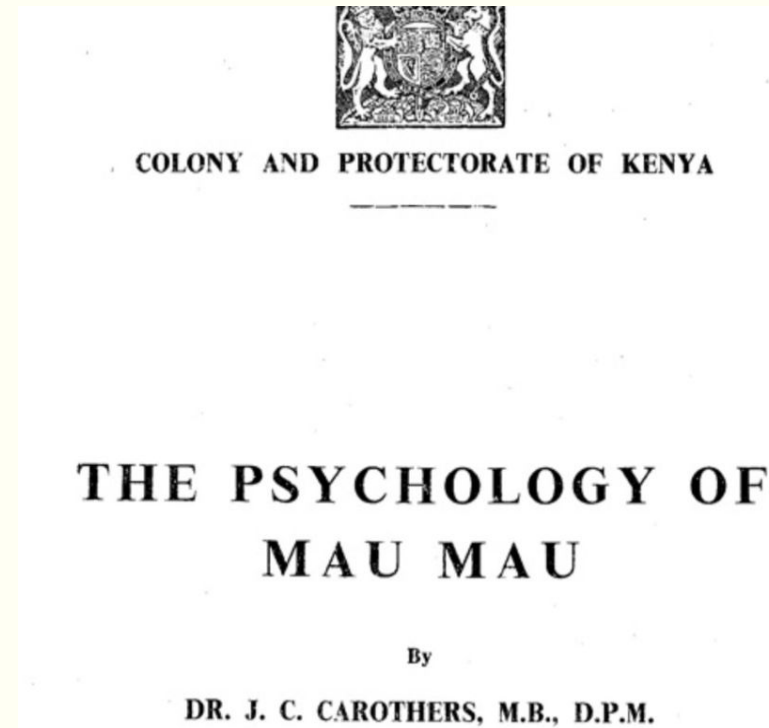 COLONY AND PROTECTORATE OF KENYA
THE PSYCHOLOGY OF
MAU MAU
By
DR. J. C. CAROTHERS, M.B., D.P.M.